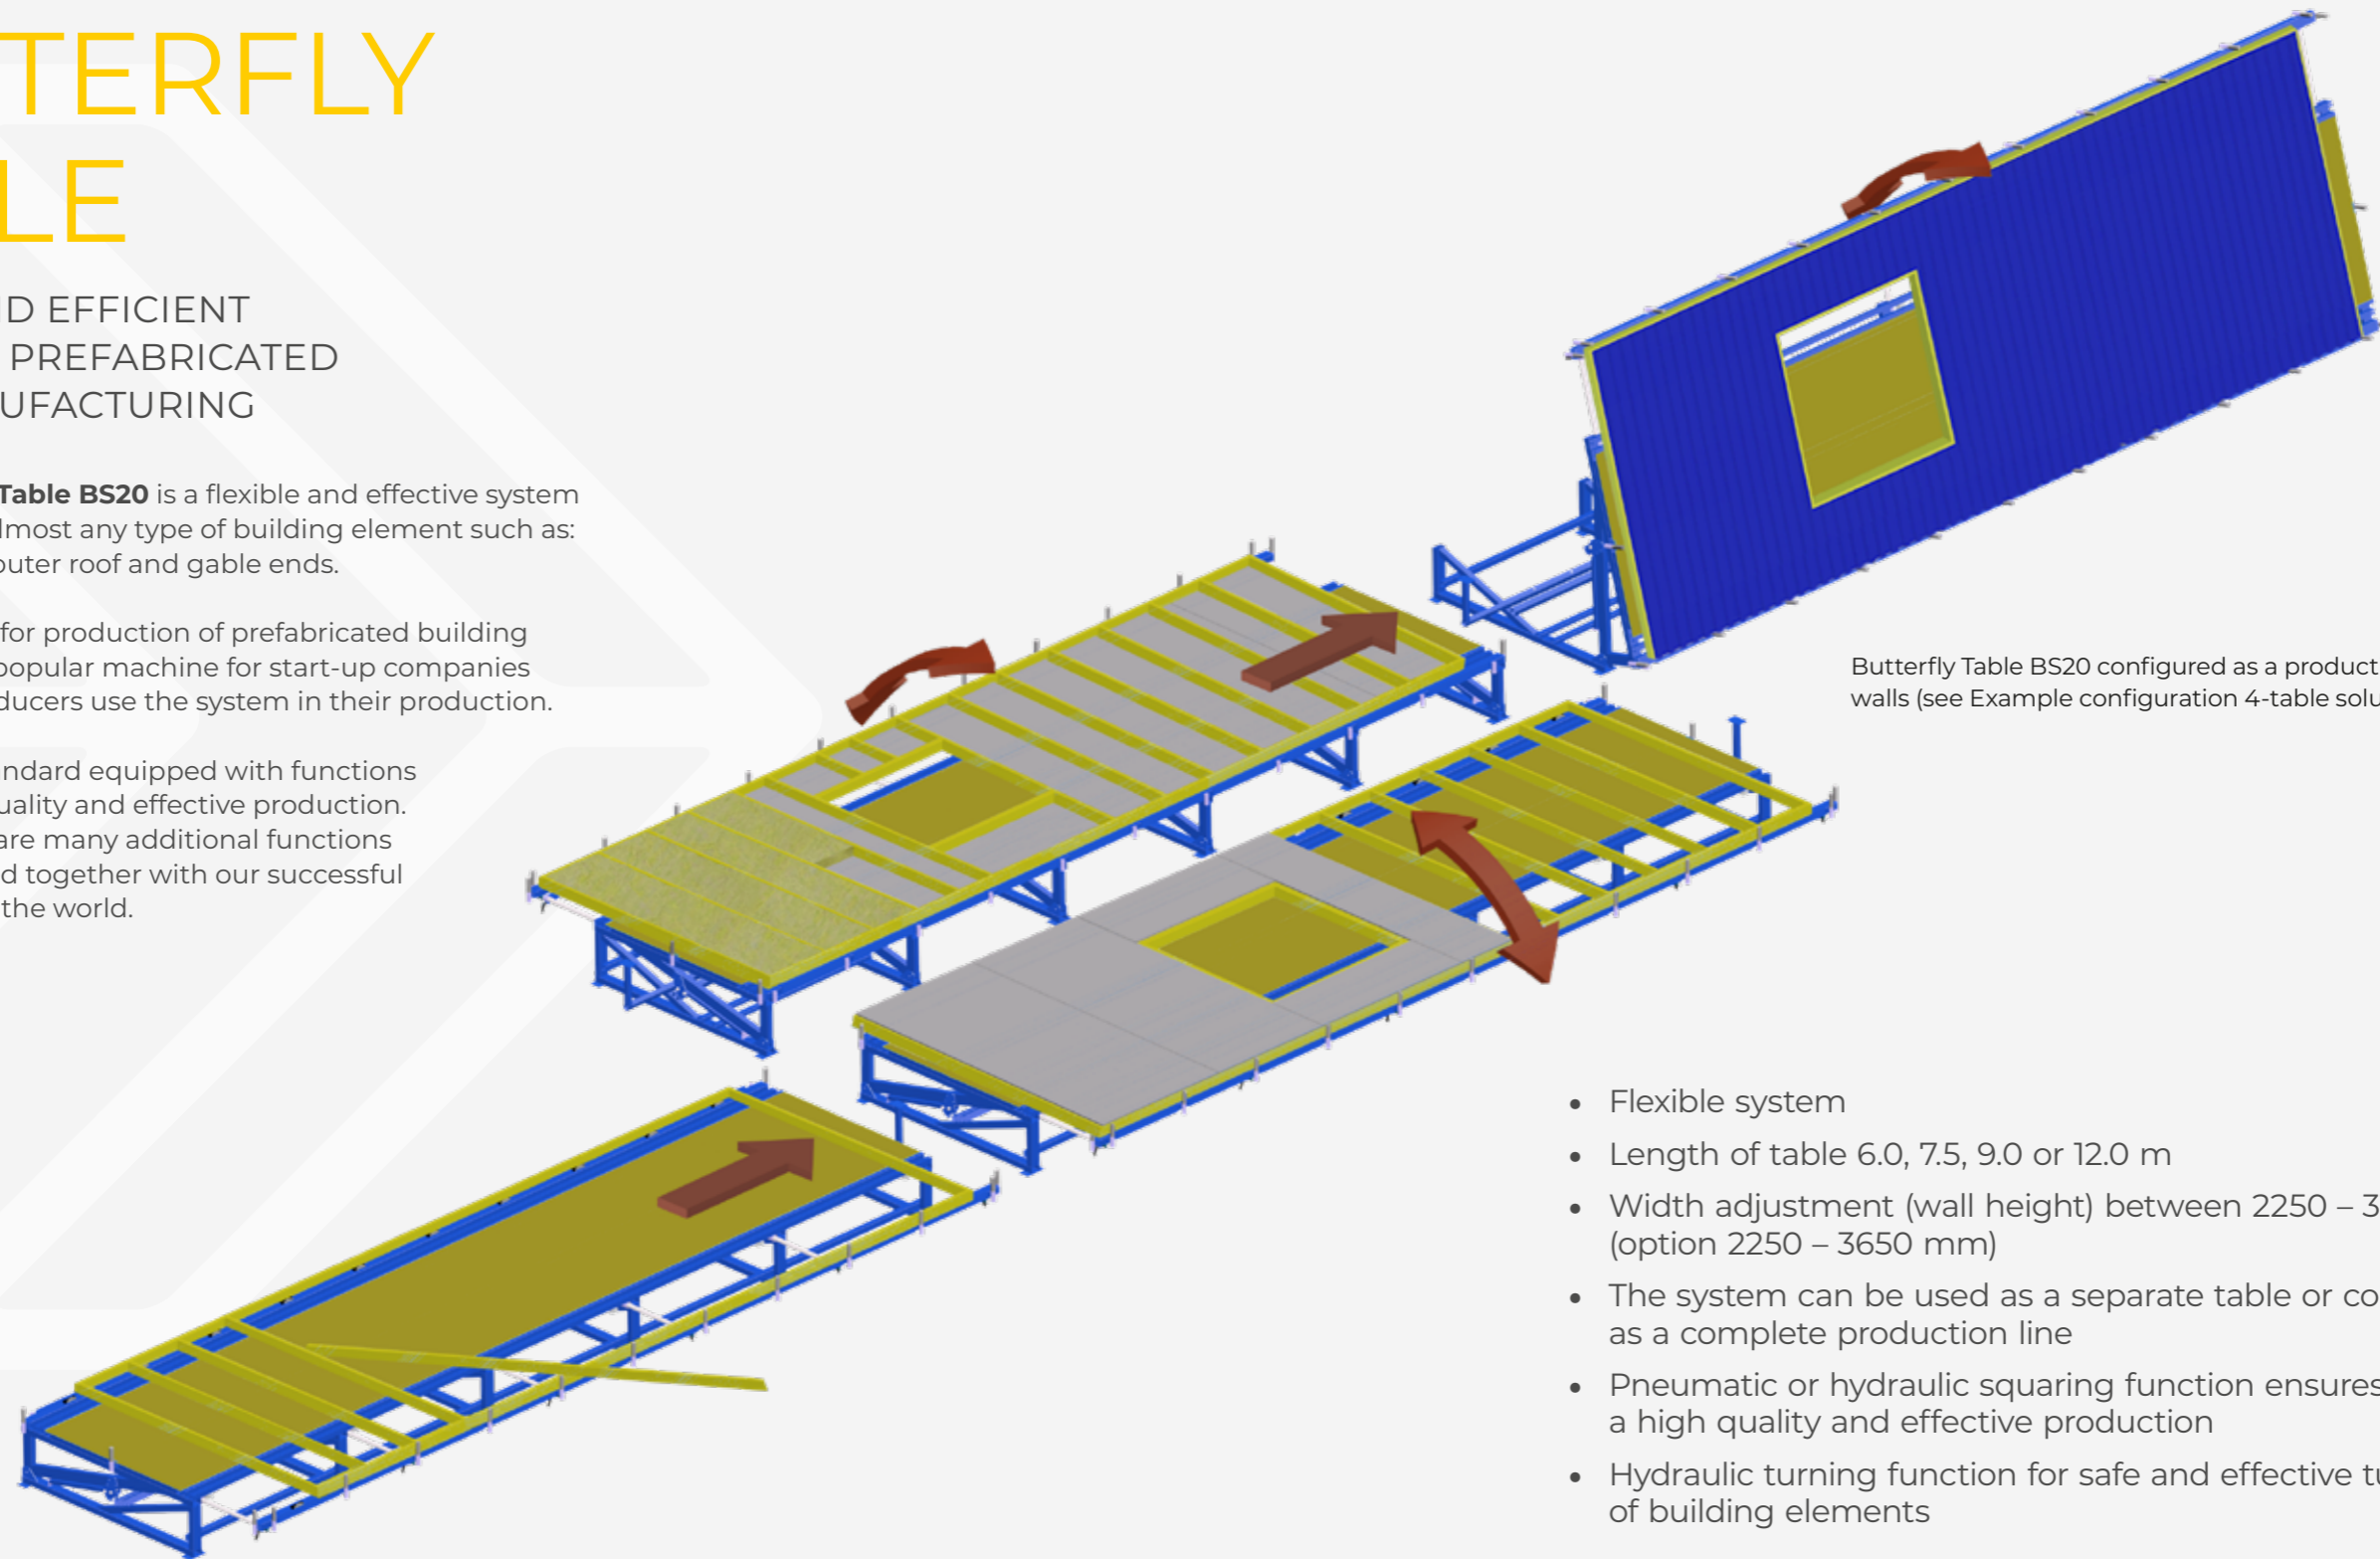 TERFLY
LE
ND EFFICIENT
PREFABRICATED
UFACTURING
Table BS20 is a flexible and effective system
lmost any type of building element such as:
outer roof and gable ends.
for production of prefabricated building
popular machine for start-up companies
ducers use the system in their production.
ndard equipped with functions
uality and effective production.
are many additional functions
d together with our successful
the world.
Butterfly Table BS20 configured as a product
walls (see Example configuration 4-table solu
• Flexible system
• Length of table 6.0, 7.5, 9.0 or 12.0 m
• Width adjustment (wall height) between 2250 – 3
(option 2250 – 3650 mm)
• The system can be used as a separate table or co
as a complete production line
• Pneumatic or hydraulic squaring function ensures
a high quality and effective production
• Hydraulic turning function for safe and effective tu
of building elements